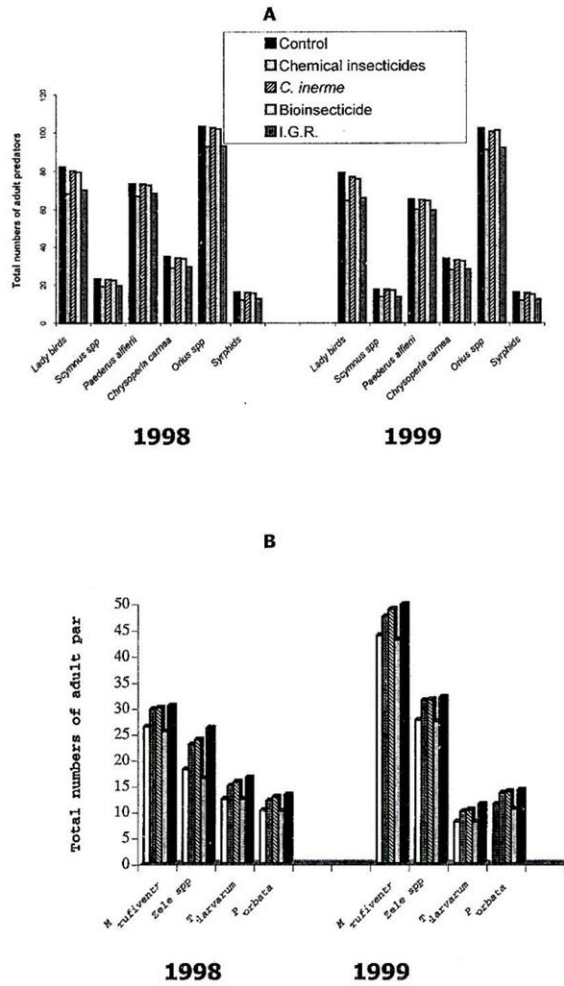 A
Control
Chemical insecticides
C. inerme
Bioinsecticide
I.G.R.
Total numbers of adult predators
120
100
80
60
40
20
0
Lady birds
Scymnus spp
Paederus alfierii
Chrysoperla carnea
Orius spp
Syrphids
Lady birds
Scymnus spp
Paederus alfierii
Chrysoperla carnea
Orius spp
Syrphids
1998
1999
B
Total numbers of adult par
50
45
40
35
30
25
20
15
10
5
0
M rufiventr
Zele spp
T larvarum
P orbata
M rufiventr
Zele spp
T larvarum
P orbata
1998
1999